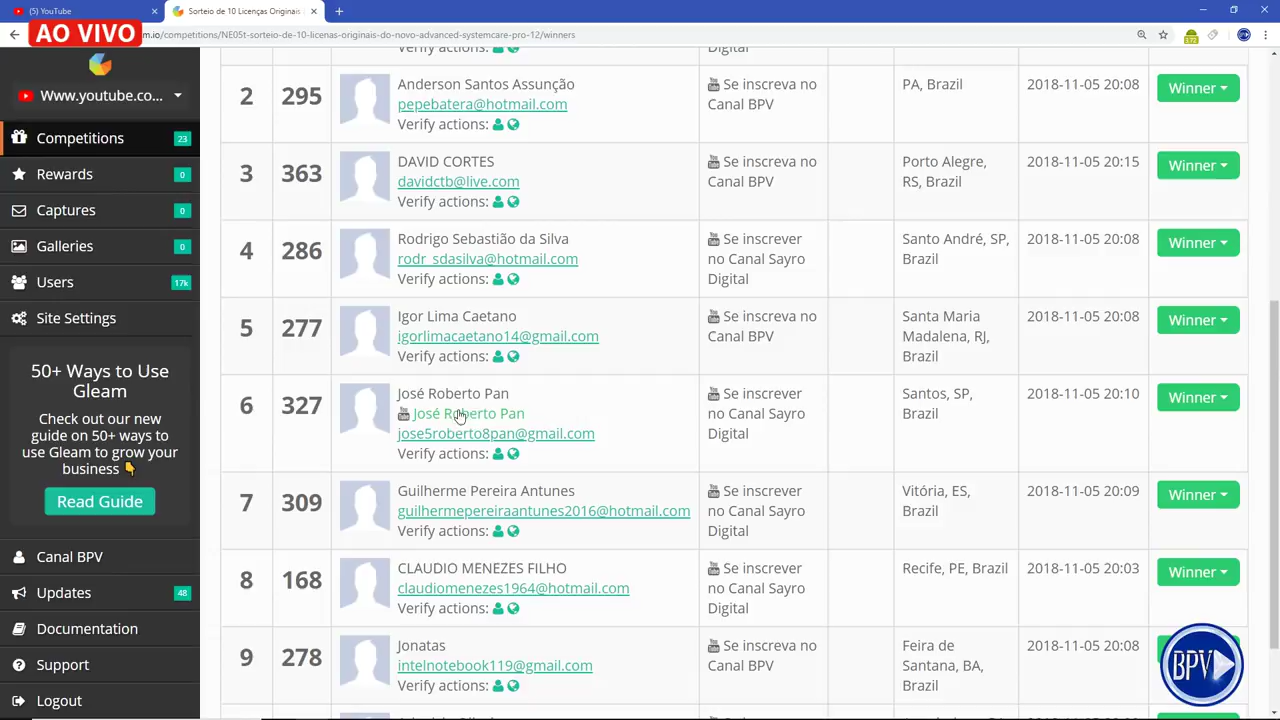 (5) YouTube
Sorteio de 10 Licenças Originais
AO VIVO
m.io/competitions/NE05t-sorteio-de-10-licenas-originais-do-novo-advanced-systemcare-pro-12/winners
Www.youtube.co...
Competitions 23
Rewards 0
Captures 0
Galleries 0
Users 17k
Site Settings
50+ Ways to Use
Gleam
Check out our new
guide on 50+ ways to
use Gleam to grow your
business
Read Guide
Canal BPV
Updates 48
Documentation
Support
Logout
Verify actions:
Digital
2 295 Anderson Santos Assunção Se inscreva no PA, Brazil 2018-11-05 20:08 Winner
pepebatera@hotmail.com Canal BPV
Verify actions:
3 363 DAVID CORTES Se inscreva no Porto Alegre, 2018-11-05 20:15 Winner
davidctb@live.com Canal BPV RS, Brazil
Verify actions:
4 286 Rodrigo Sebastião da Silva Se inscrever Santo André, SP, 2018-11-05 20:08 Winner
rodr_sdasilva@hotmail.com no Canal Sayro Brazil
Verify actions: Digital
5 277 Igor Lima Caetano Se inscreva no Santa Maria 2018-11-05 20:08 Winner
igorlimacaetano14@gmail.com Canal BPV Madalena, RJ,
Verify actions: Brazil
6 327 José Roberto Pan Se inscrever Santos, SP, 2018-11-05 20:10 Winner
José Roberto Pan no Canal Sayro Brazil
jose5roberto8pan@gmail.com Digital
Verify actions:
7 309 Guilherme Pereira Antunes Se inscrever Vitória, ES, 2018-11-05 20:09 Winner
guilhermepereiraantunes2016@hotmail.com no Canal Sayro Brazil
Verify actions: Digital
8 168 CLAUDIO MENEZES FILHO Se inscrever Recife, PE, Brazil 2018-11-05 20:03 Winner
claudiomenezes1964@hotmail.com no Canal Sayro
Verify actions: Digital
9 278 Jonatas Se inscreva no Feira de 2018-11-05 20:08
intelnotebook119@gmail.com Canal BPV Santana, BA,
Verify actions: Brazil
BPV